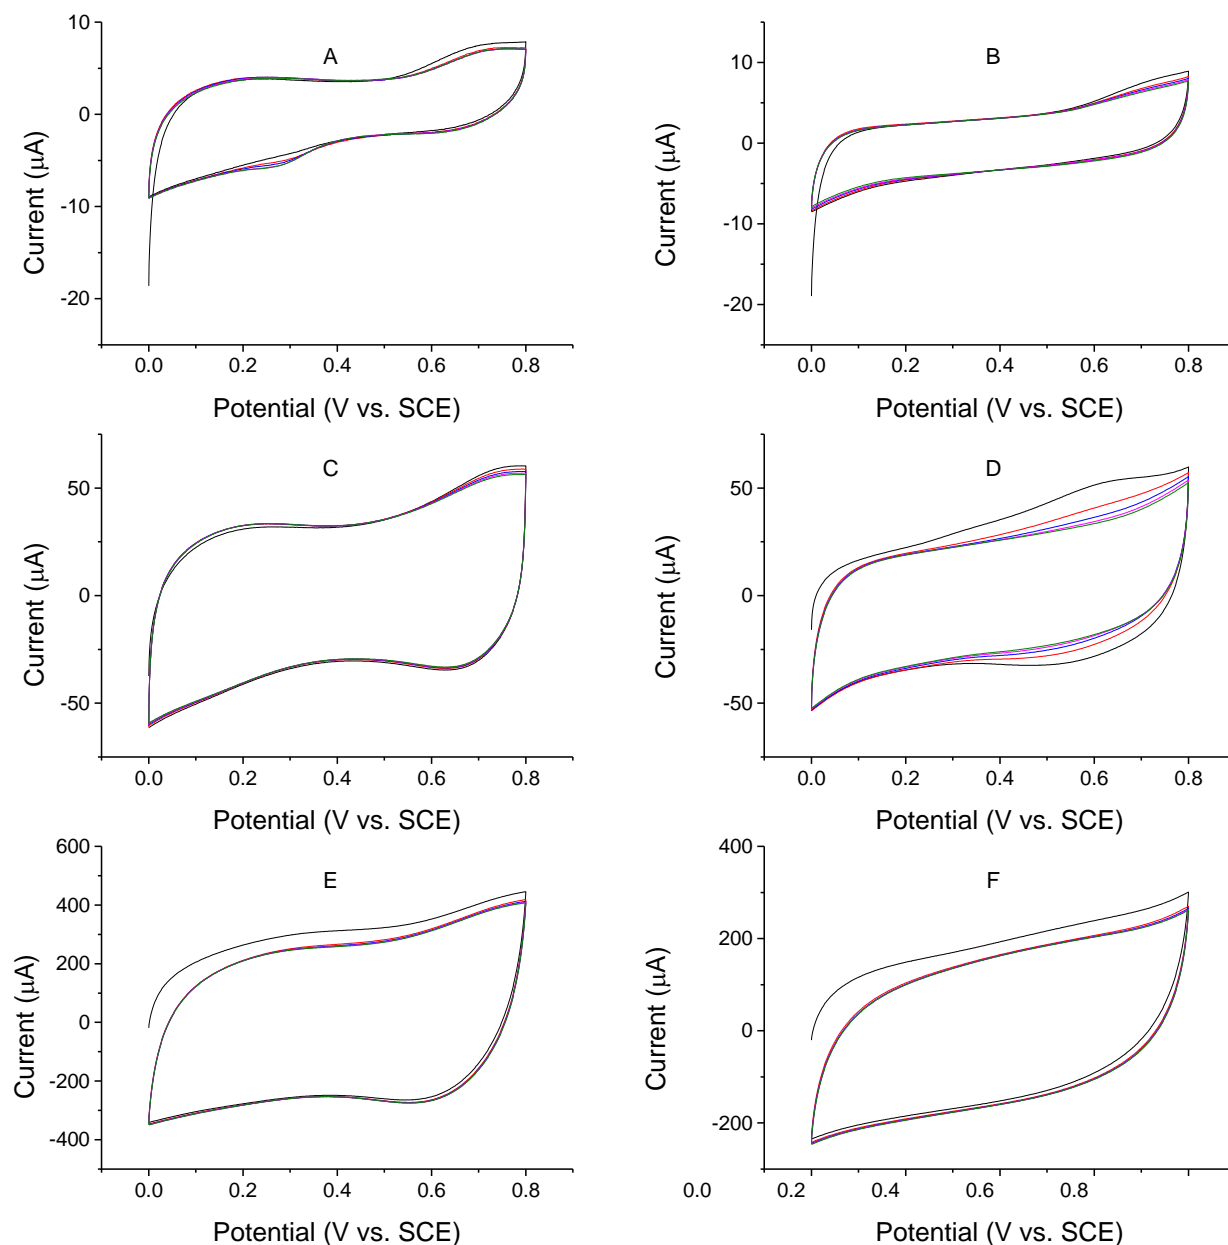 A
10
0
-10
-20
Current (μA)
0.0 0.2 0.4 0.6 0.8
Potential (V vs. SCE)
B
10
0
-10
-20
Current (μA)
0.0 0.2 0.4 0.6 0.8
Potential (V vs. SCE)
C
50
0
-50
Current (μA)
0.0 0.2 0.4 0.6 0.8
Potential (V vs. SCE)
D
50
0
-50
Current (μA)
0.0 0.2 0.4 0.6 0.8
Potential (V vs. SCE)
E
600
400
200
0
-200
-400
Current (μA)
0.0 0.2 0.4 0.6 0.8
Potential (V vs. SCE)
F
400
200
0
-200
Current (μA)
0.0 0.2 0.4 0.6 0.8
Potential (V vs. SCE)